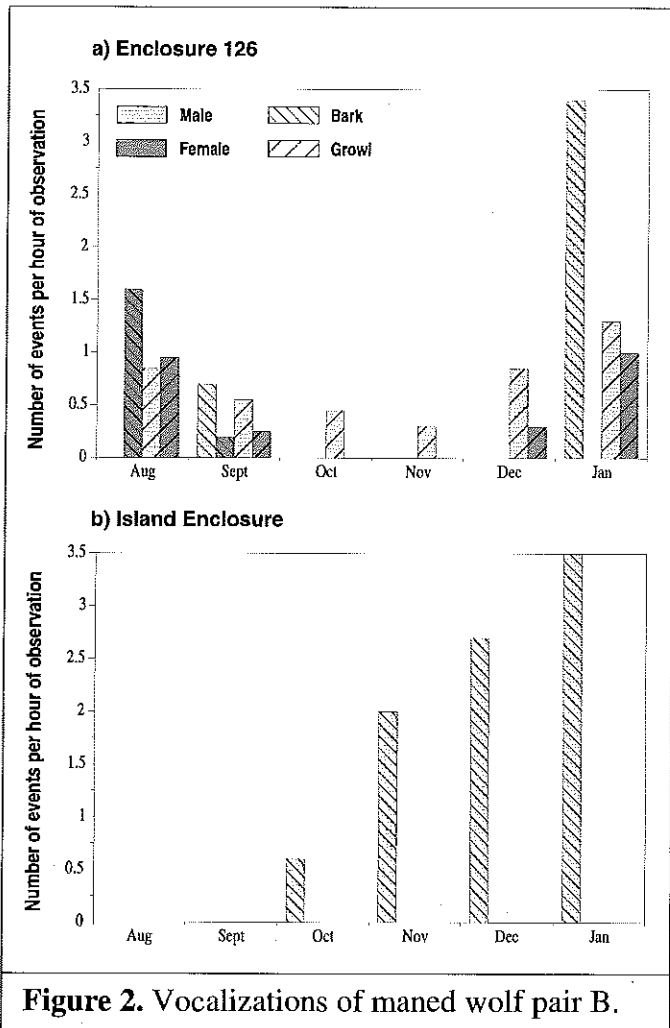 a) Enclosure 126
Number of events per hour of observation
3.5
3
2.5
2
1.5
1
0.5
0
Male
Bark
Female
Growl
Aug Sept Oct Nov Dec Jan
b) Island Enclosure
Number of events per hour of observation
3.5
3
2.5
2
1.5
1
0.5
0
Aug Sept Oct Nov Dec Jan
Figure 2. Vocalizations of maned wolf pair B.